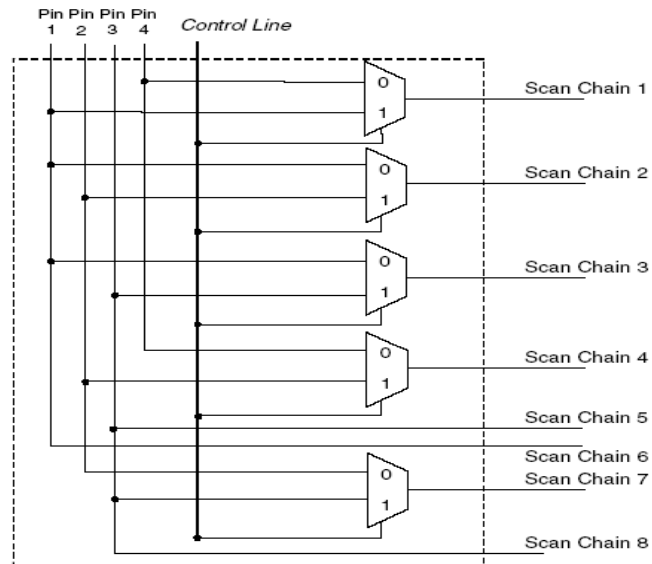 Pin Pin Pin Pin
1 2 3 4
Control Line
0
1
Scan Chain 1
0
1
Scan Chain 2
0
1
Scan Chain 3
0
1
Scan Chain 4
Scan Chain 5
Scan Chain 6
0
1
Scan Chain 7
Scan Chain 8